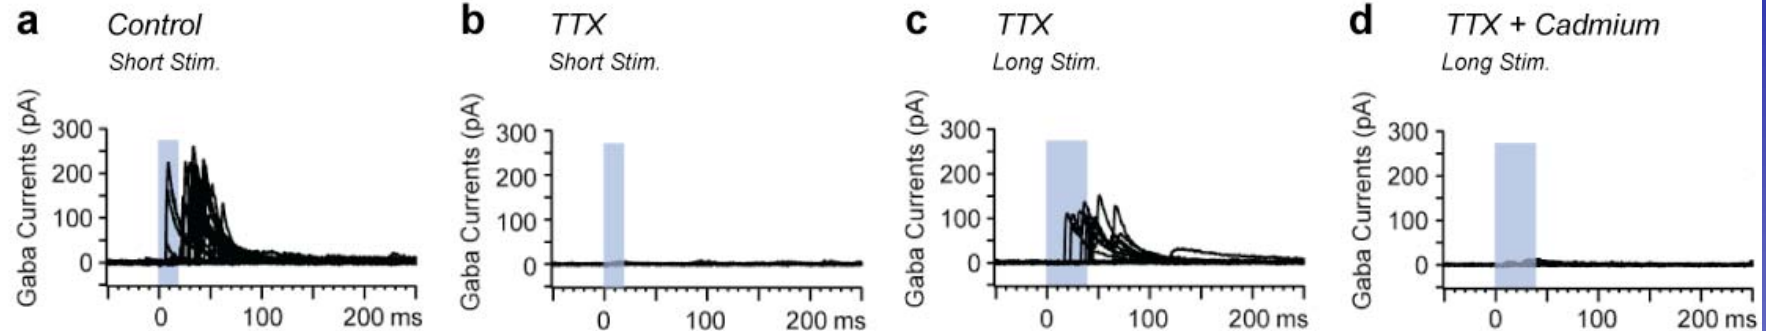 a Control
Short Stim.
Gaba Currents (pA)
300
200
100
0
0 100 200 ms
b TTX
Short Stim.
Gaba Currents (pA)
300
200
100
0
0 100 200 ms
c TTX
Long Stim.
Gaba Currents (pA)
300
200
100
0
0 100 200 ms
d TTX + Cadmium
Long Stim.
Gaba Currents (pA)
300
200
100
0
0 100 200 ms